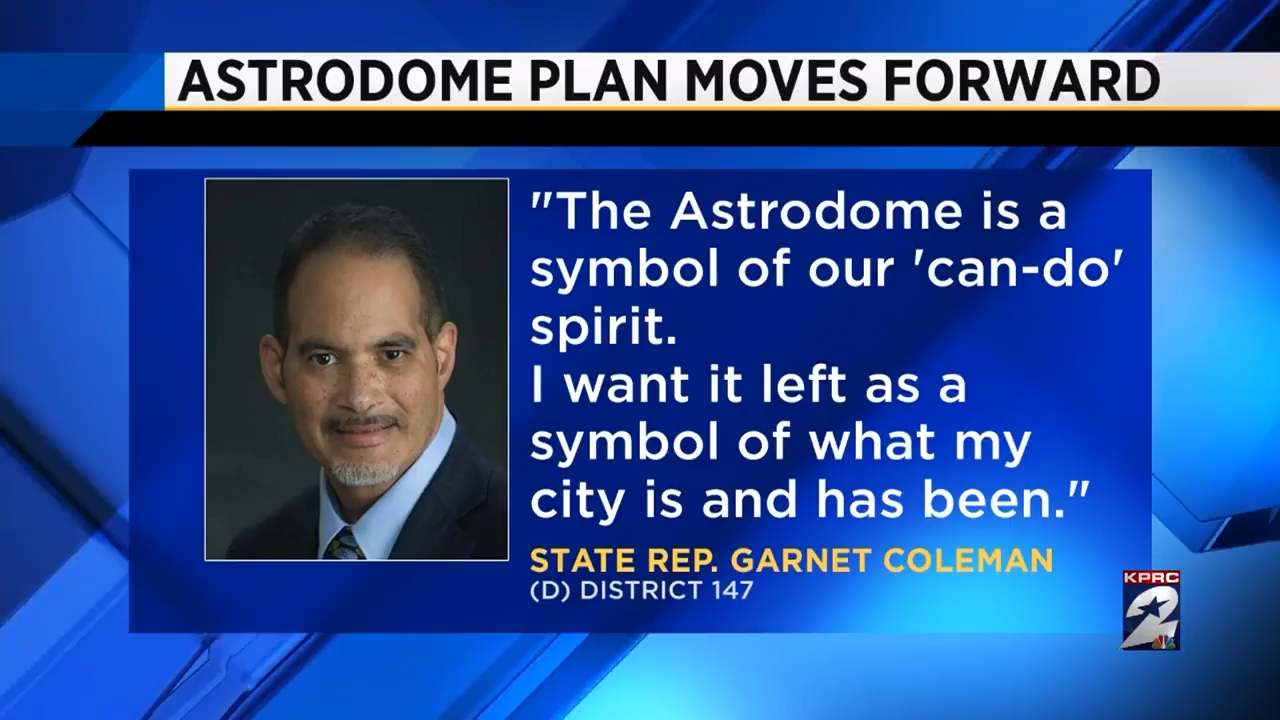 ASTRODOME PLAN MOVES FORWARD
"The Astrodome is a
symbol of our 'can-do'
spirit.
I want it left as a
symbol of what my
city is and has been."
STATE REP. GARNET COLEMAN
(D) DISTRICT 147
KPRC
2